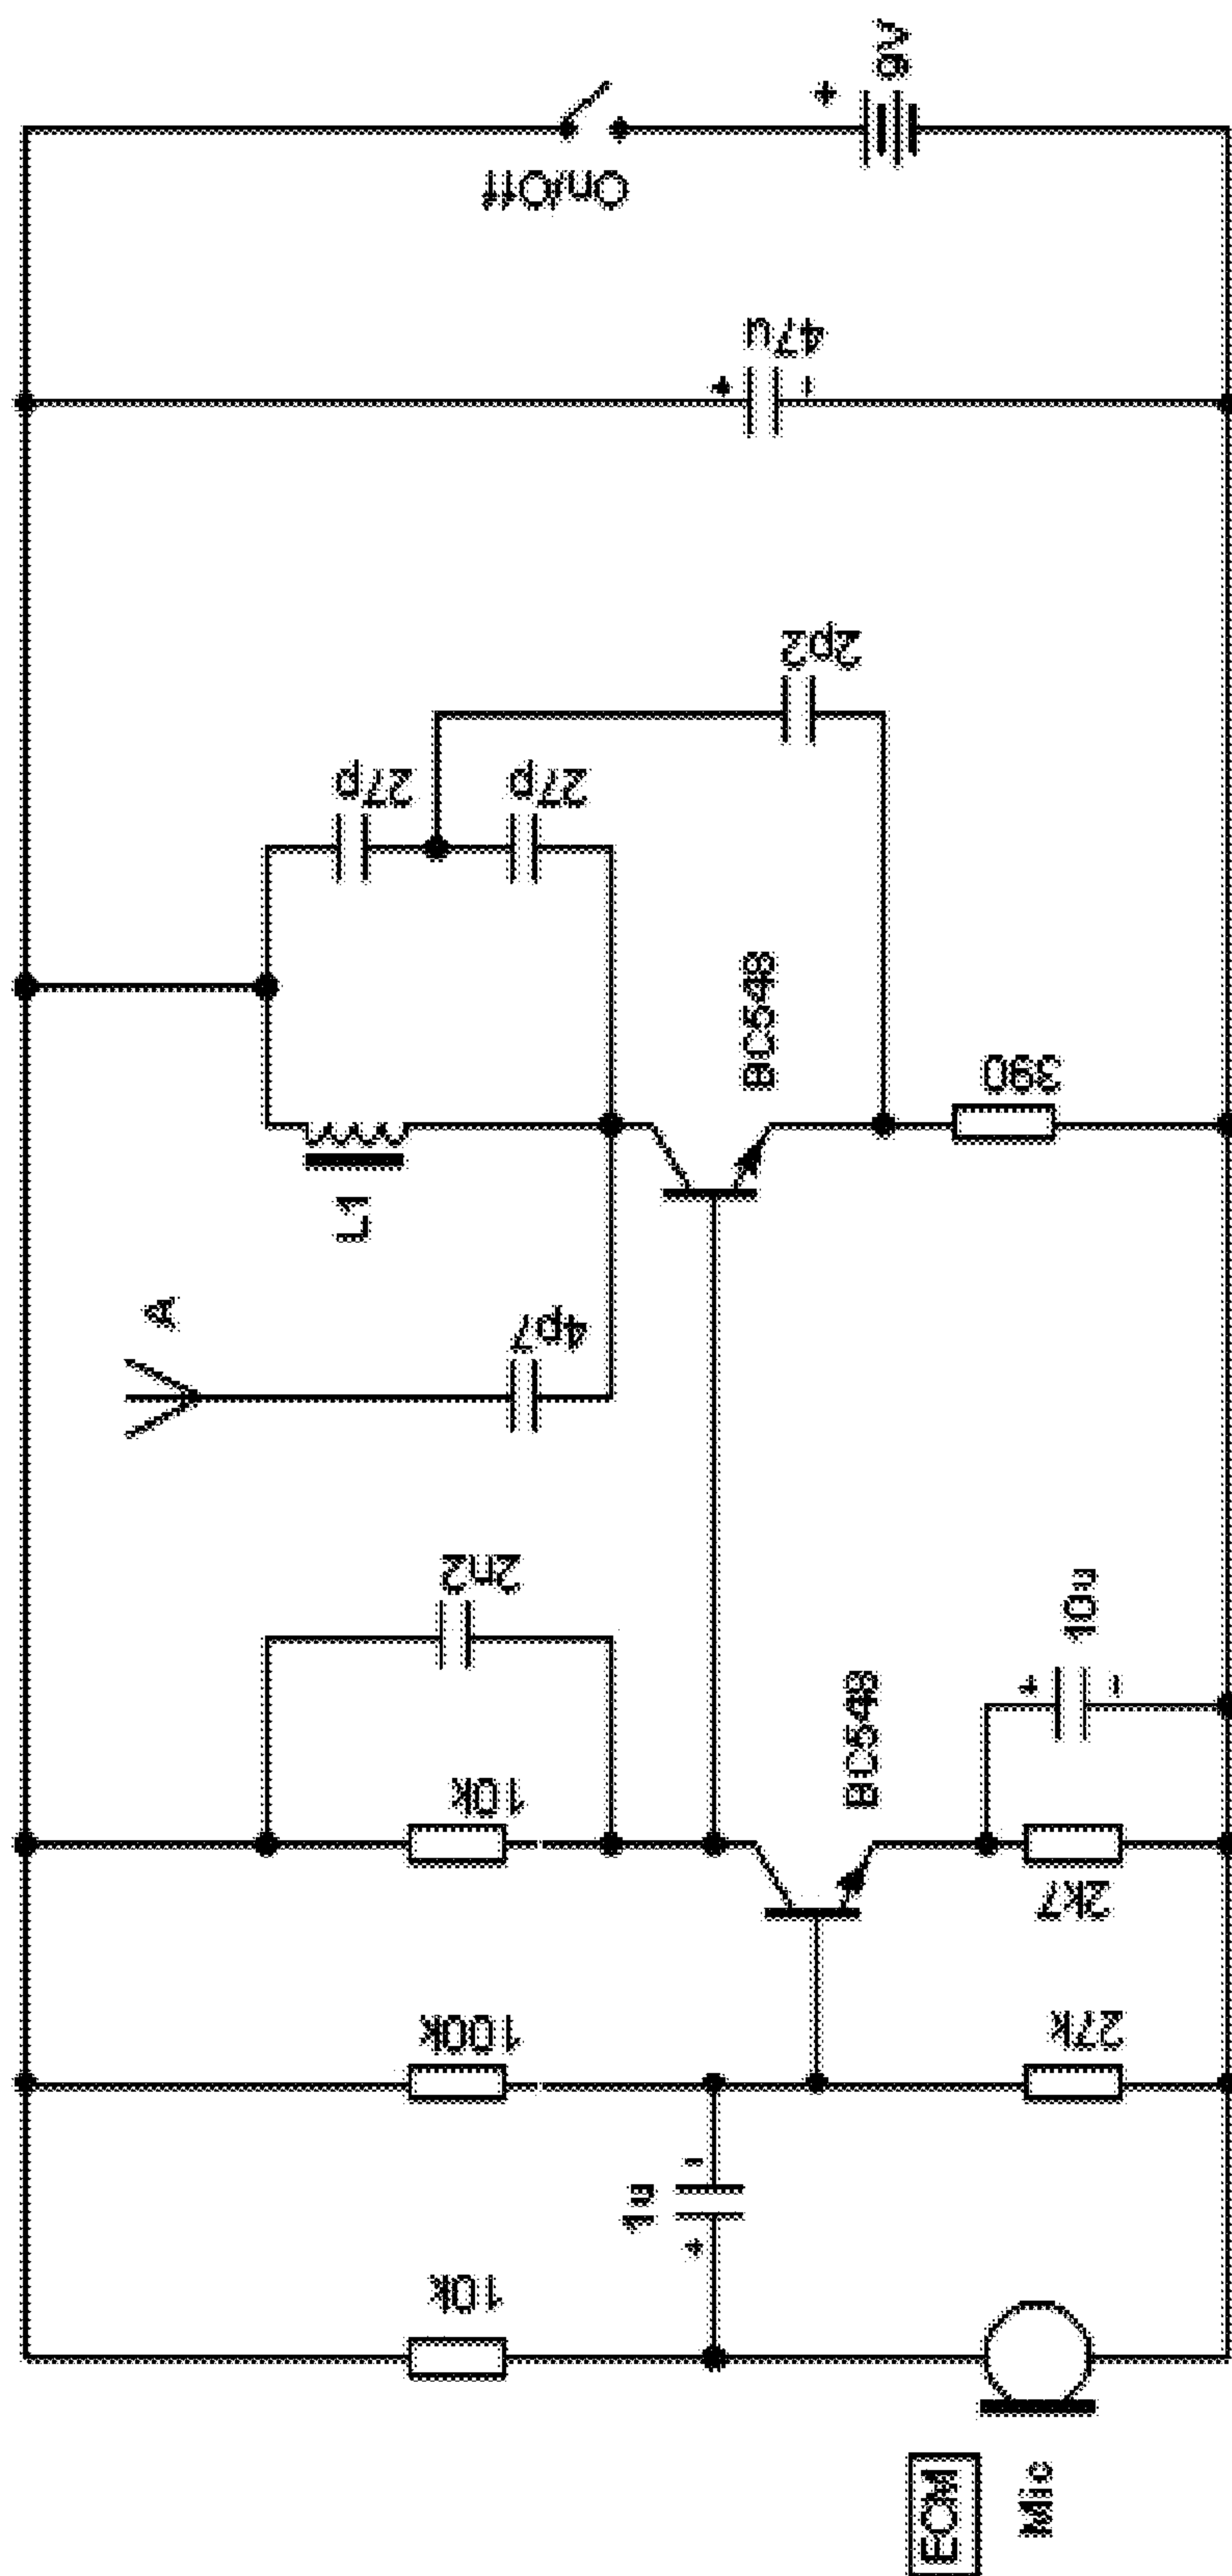 10k
ECM
Mic
1u
100k
27k
10k
2n2
BC548
2k7
10u
A
4p7
L1
BC548
390
27p
27p
2p2
47u
On/Off
9V